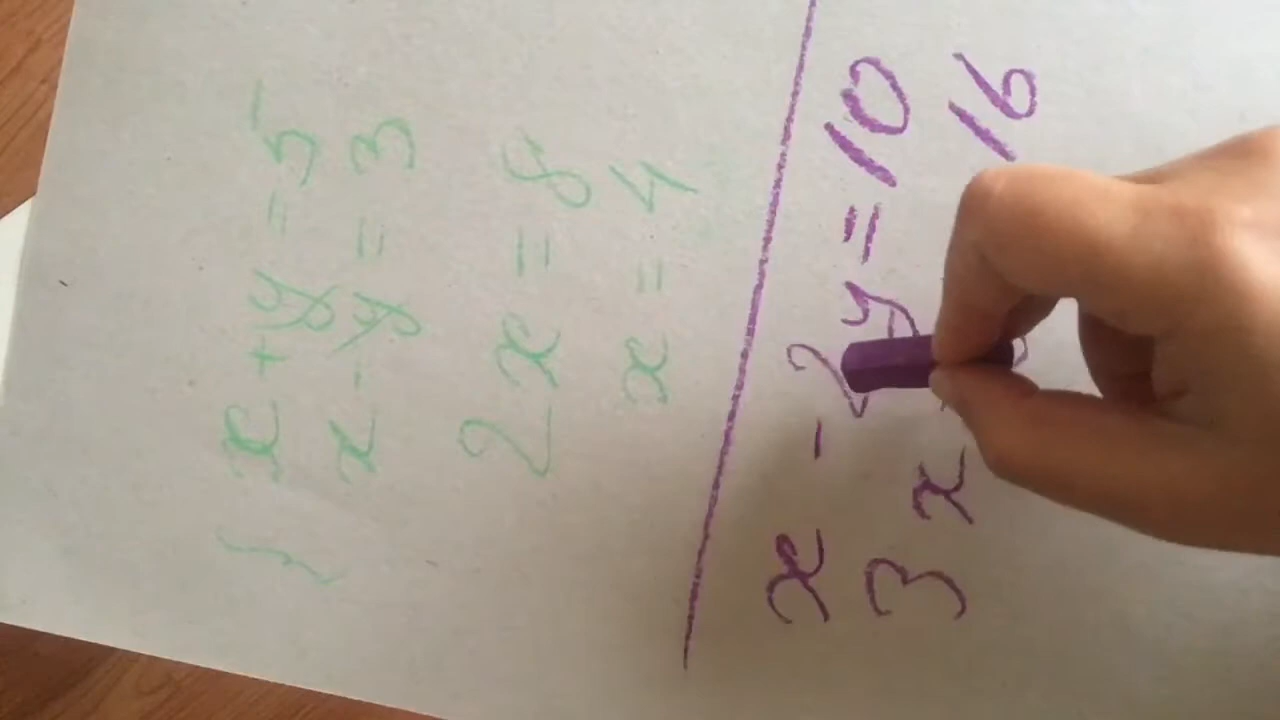 { x + y = 5
x - y = 3
2x = 8
x = 4
x - 2y = 10
3x 16